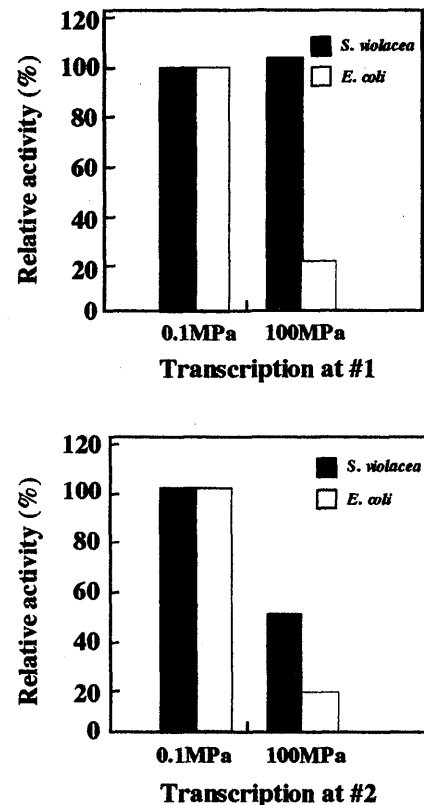 120
100
80
60
40
20
0
Relative activity (%)
S. violacea
E. coli
0.1MPa 100MPa
Transcription at #1
120
100
80
60
40
20
0
Relative activity (%)
S. violacea
E. coli
0.1MPa 100MPa
Transcription at #2